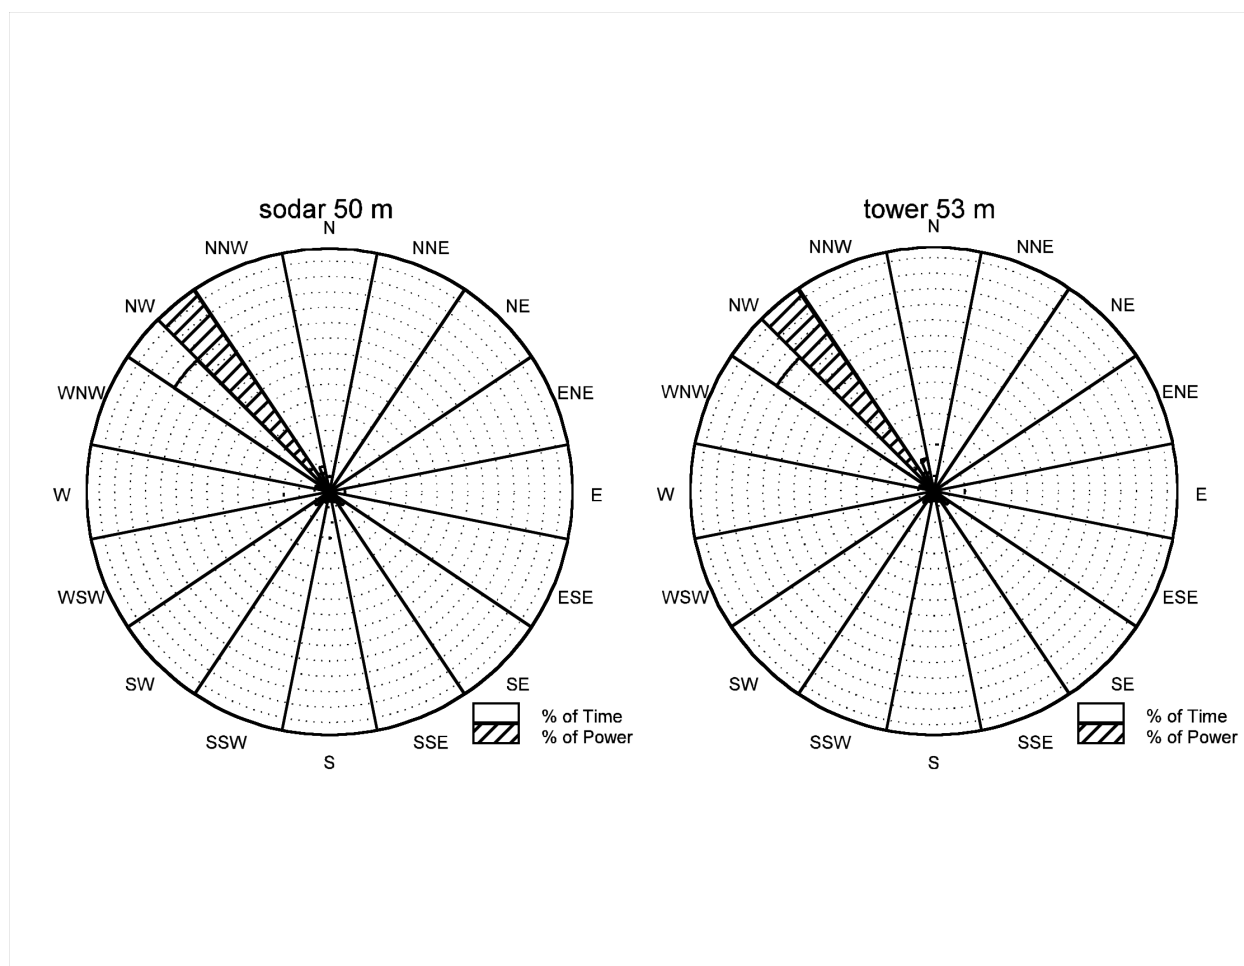 sodar 50 m
N
NNW
NNE
NW
NE
WNW
ENE
W
E
WSW
ESE
SW
SE
SSW
SSE
S
% of Time
% of Power
tower 53 m
N
NNW
NNE
NW
NE
WNW
ENE
W
E
WSW
ESE
SW
SE
SSW
SSE
S
% of Time
% of Power